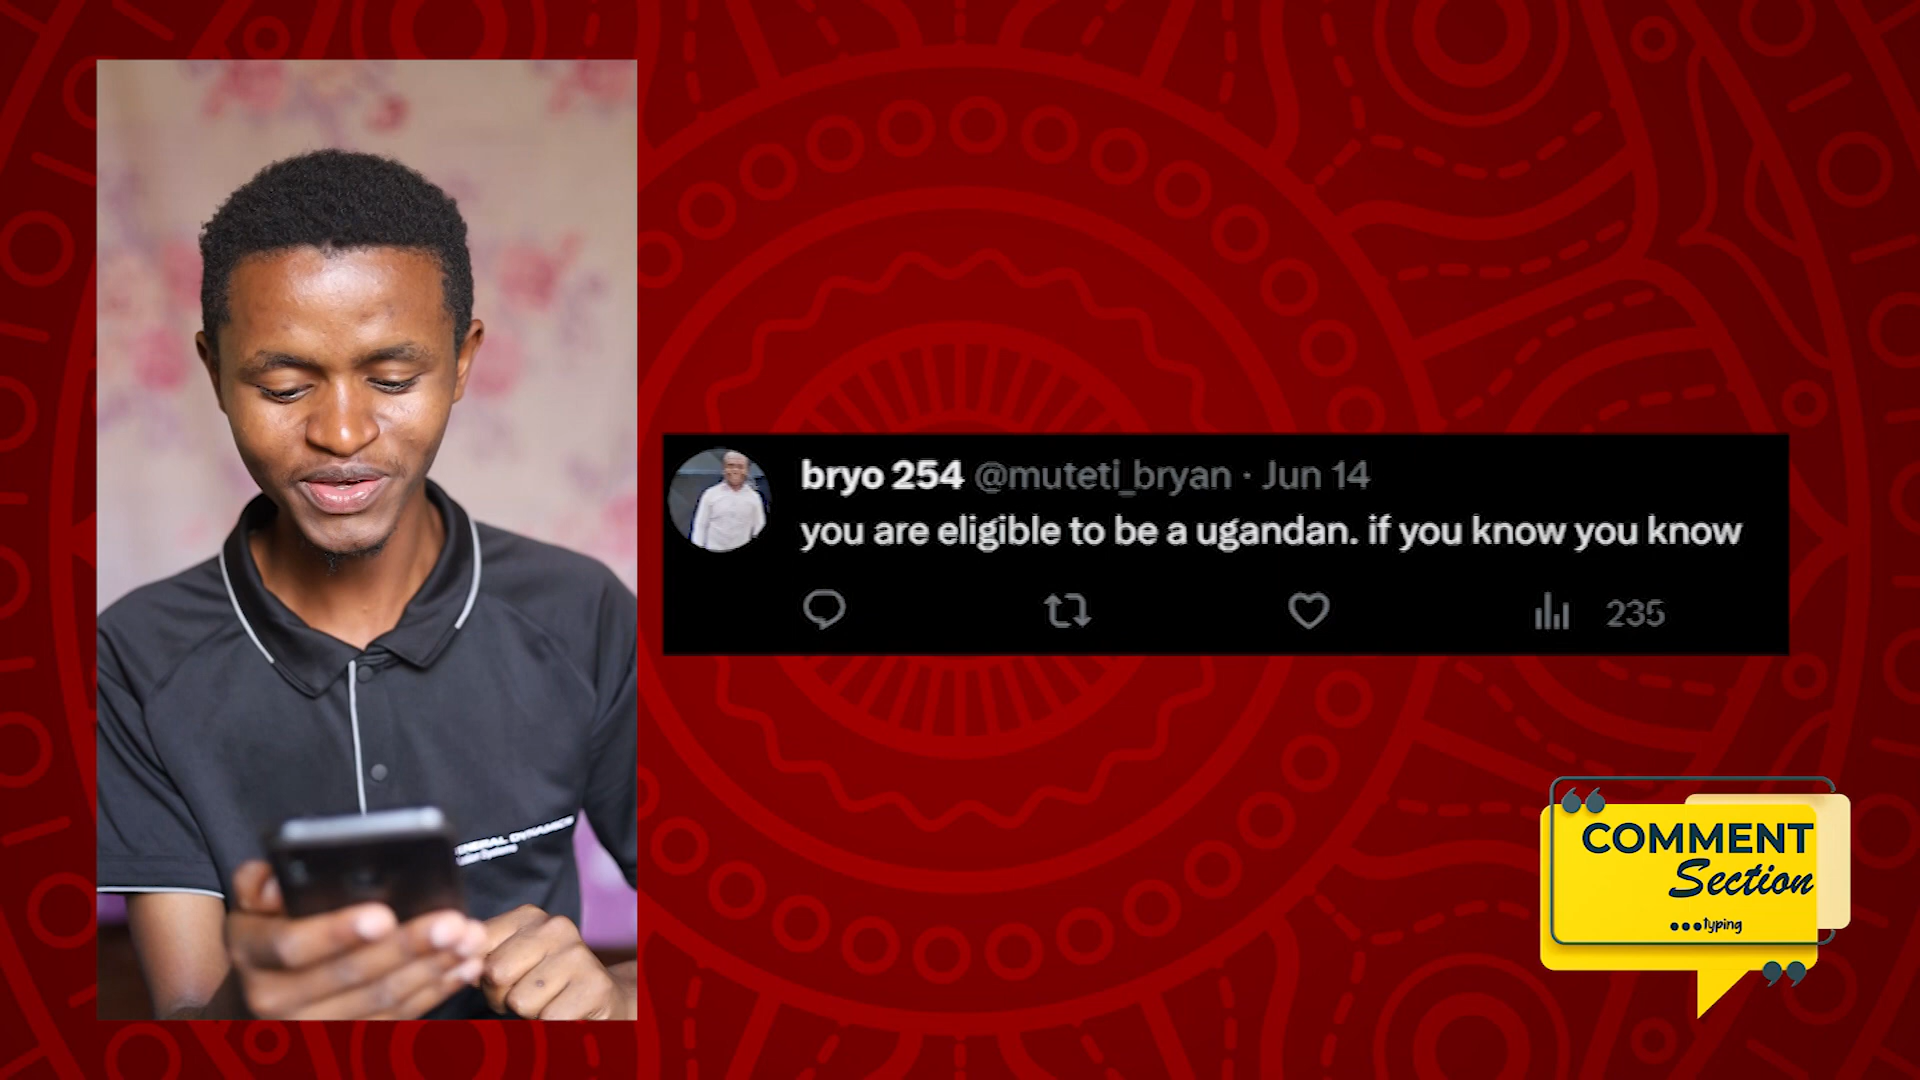 bryo 254 @muteti_bryan · Jun 14
you are eligible to be a ugandan. if you know you know
235
COMMENT
Section
typing